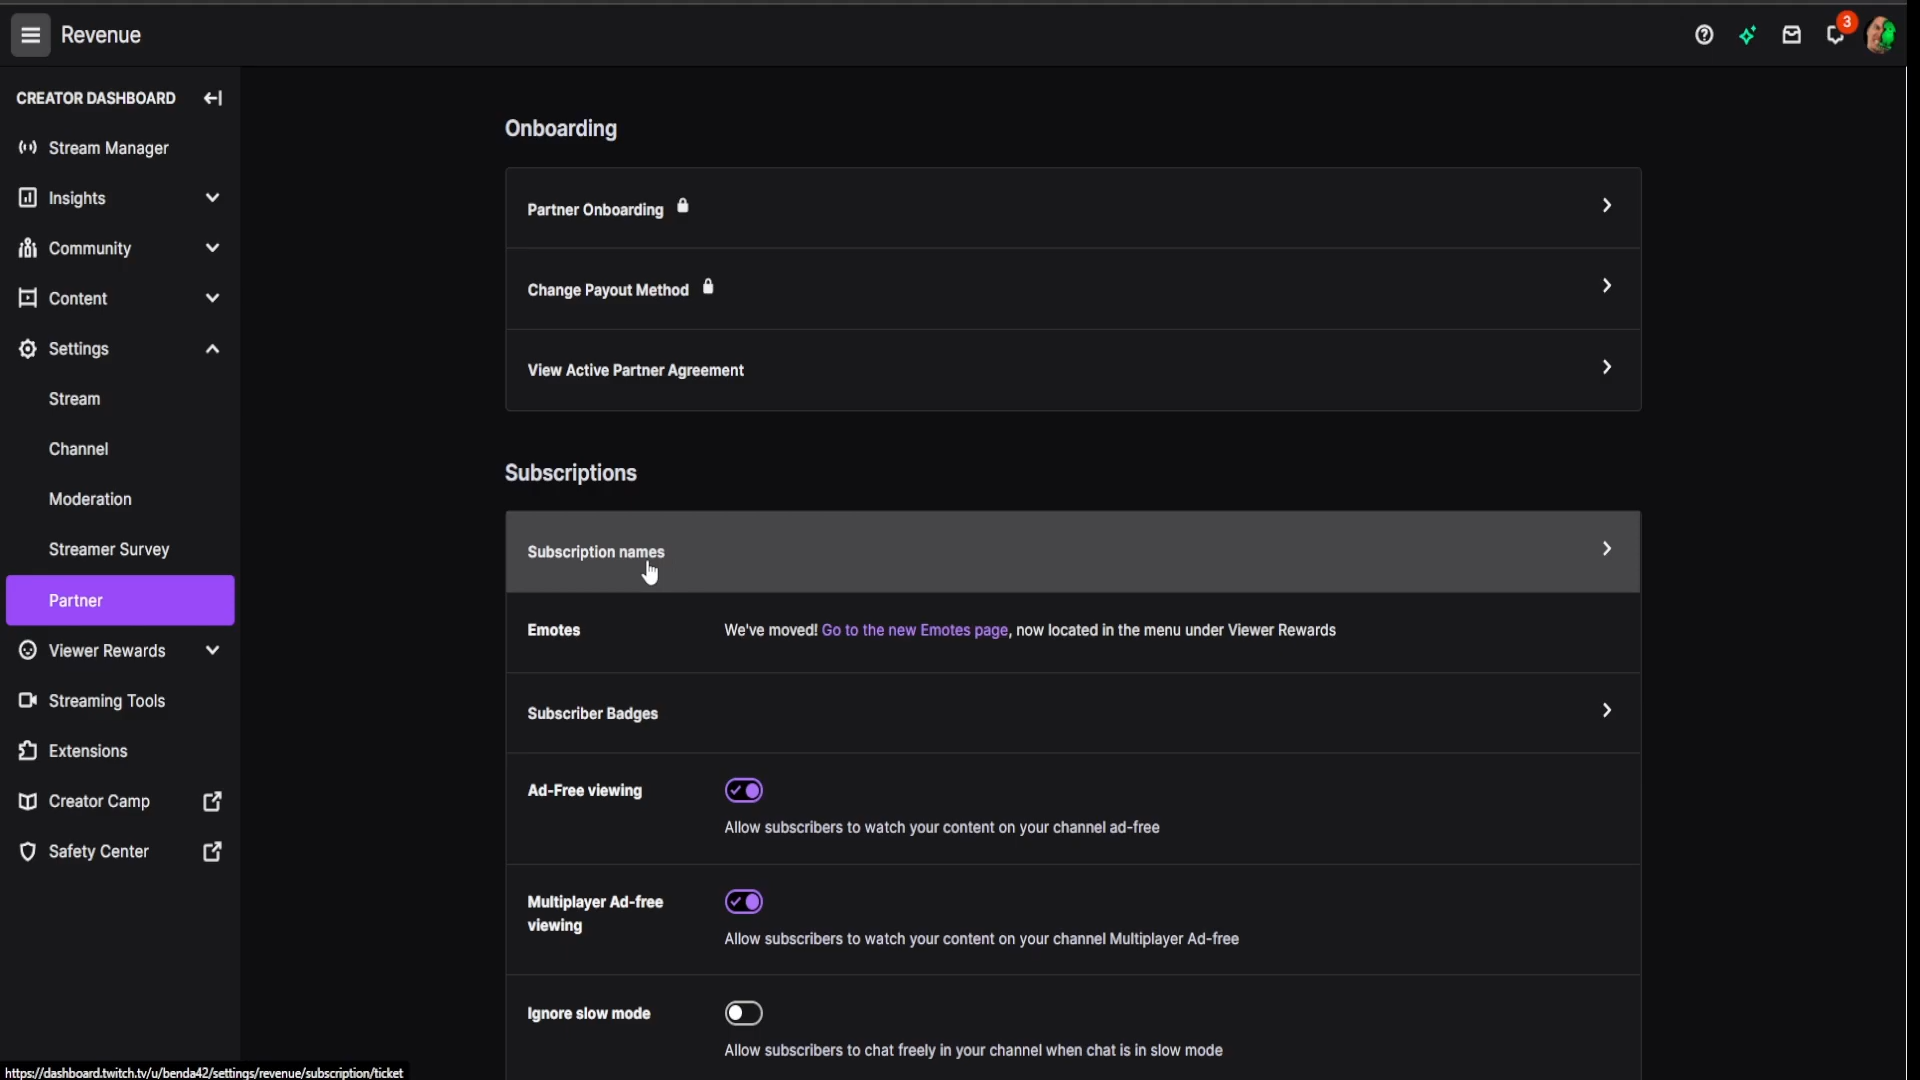 Revenue
3
CREATOR DASHBOARD
Stream Manager
Insights
Community
Content
Settings
Stream
Channel
Moderation
Streamer Survey
Partner
Viewer Rewards
Streaming Tools
Extensions
Creator Camp
Safety Center
Onboarding
Partner Onboarding
Change Payout Method
View Active Partner Agreement
Subscriptions
Subscription names
Emotes We've moved! Go to the new Emotes page, now located in the menu under Viewer Rewards
Subscriber Badges
Ad-Free viewing
Allow subscribers to watch your content on your channel ad-free
Multiplayer Ad-free
viewing
Allow subscribers to watch your content on your channel Multiplayer Ad-free
Ignore slow mode
Allow subscribers to chat freely in your channel when chat is in slow mode
https://dashboard.twitch.tv/u/benda42/settings/revenue/subscription/ticket